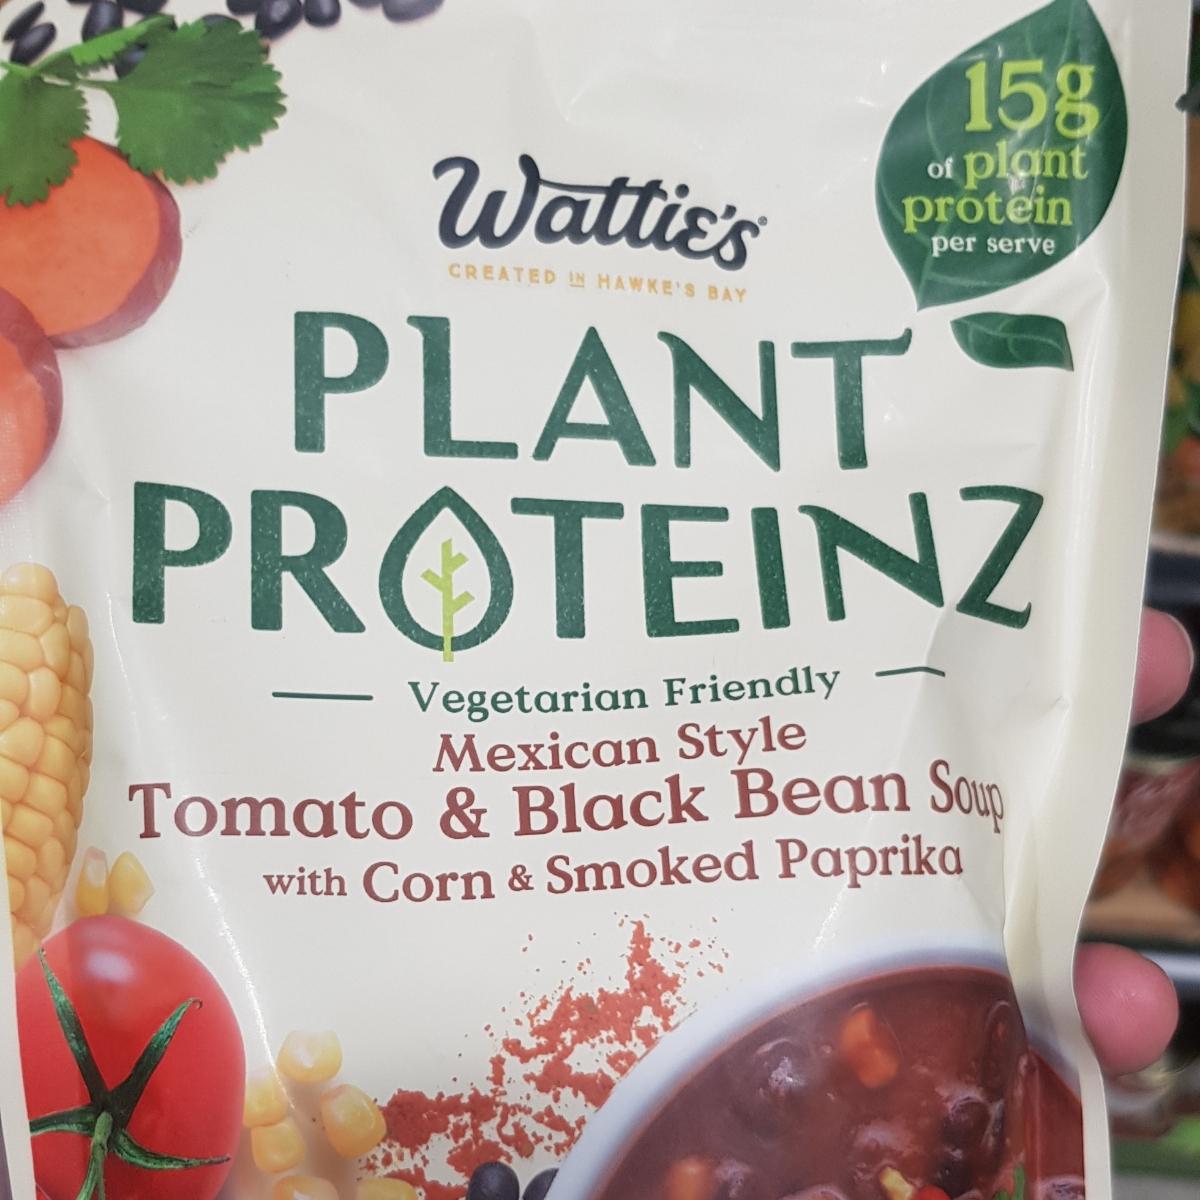 15g
of plant
protein
per serve
Wattie's
CREATED IN HAWKE'S BAY
PLANT
PROTEINZ
Vegetarian Friendly
Mexican Style
Tomato & Black Bean Soup
with Corn & Smoked Paprika